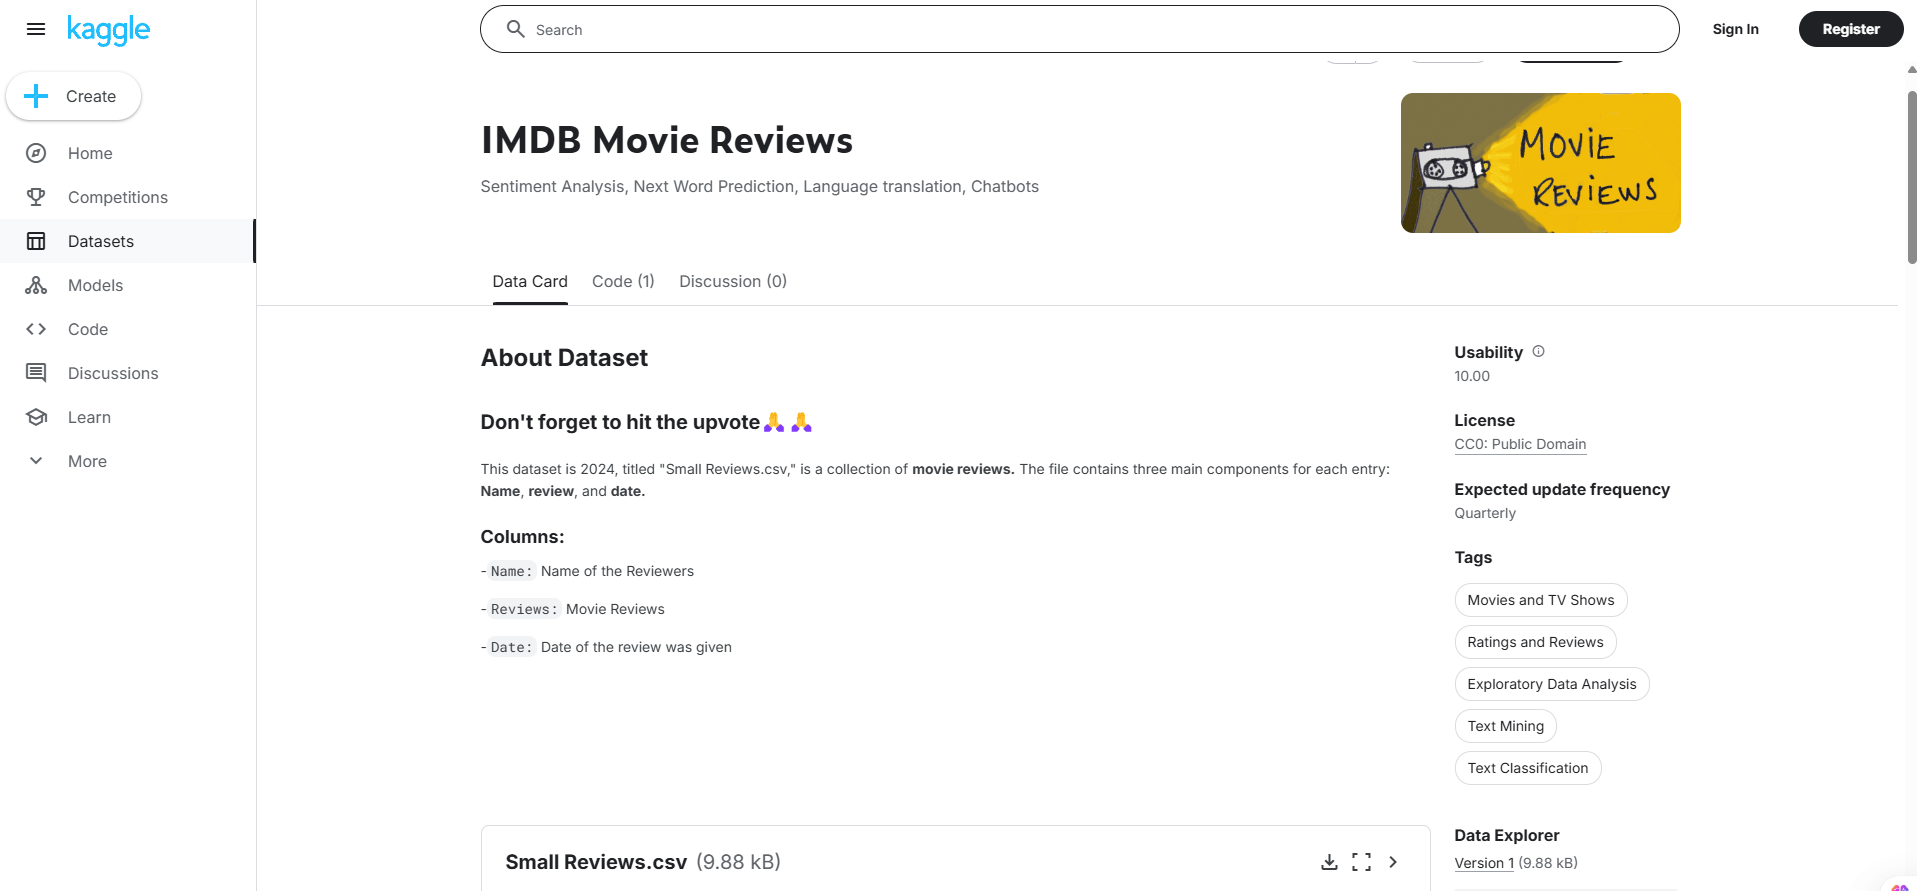 kaggle
Search
Sign In
Register
Create
Home
Competitions
Datasets
Models
Code
Discussions
Learn
More
IMDB Movie Reviews
Sentiment Analysis, Next Word Prediction, Language translation, Chatbots
MOVIE
REVIEWS
Data Card
Code (1)
Discussion (0)
About Dataset
Don't forget to hit the upvote🙏 🙏
This dataset is 2024, titled "Small Reviews.csv," is a collection of movie reviews. The file contains three main components for each entry:
Name, review, and date.
Columns:
- Name: Name of the Reviewers
- Reviews: Movie Reviews
- Date: Date of the review was given
Usability
10.00
License
CC0: Public Domain
Expected update frequency
Quarterly
Tags
Movies and TV Shows
Ratings and Reviews
Exploratory Data Analysis
Text Mining
Text Classification
Small Reviews.csv (9.88 kB)
Data Explorer
Version 1 (9.88 kB)